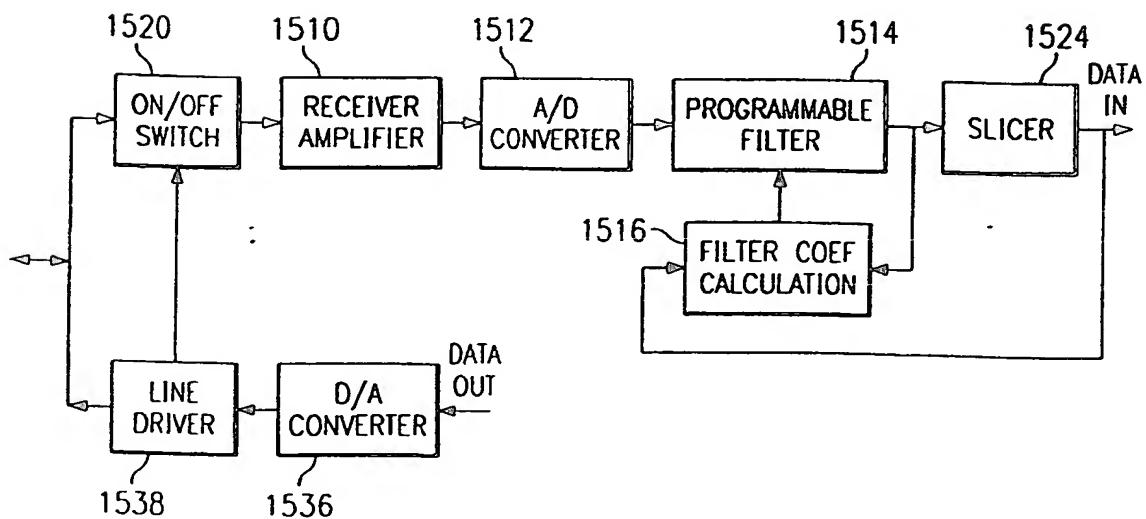 1520
1510
1512
1514
1524
ON/OFF
SWITCH
RECEIVER
AMPLIFIER
A/D
CONVERTER
PROGRAMMABLE
FILTER
SLICER
DATA
IN
1516
FILTER COEF
CALCULATION
LINE
DRIVER
D/A
CONVERTER
DATA
OUT
1538
1536